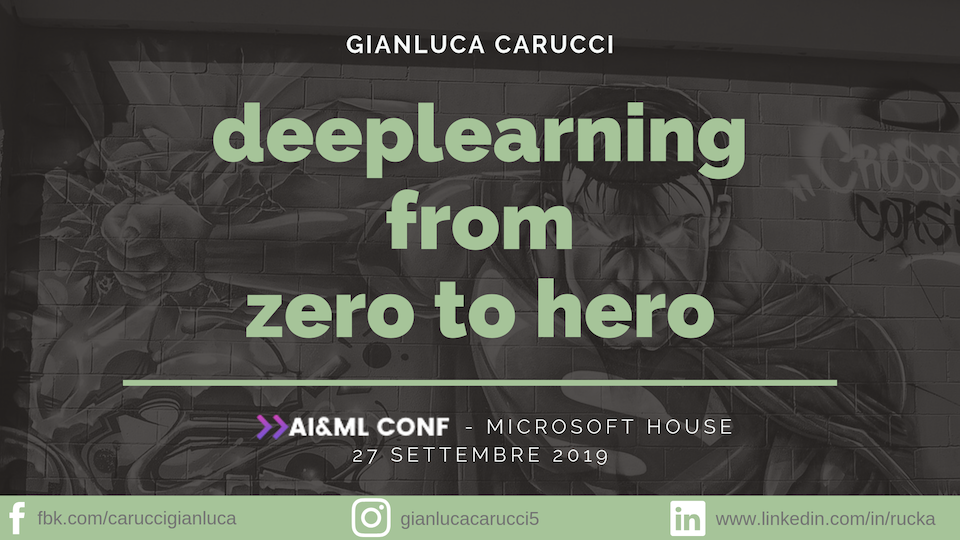 GIANLUCA CARUCCI
deeplearning
from
zero to hero
AI&ML CONF - MICROSOFT HOUSE
27 SETTEMBRE 2019
fbk.com/caruccigianluca
gianlucacarucci5
www.linkedin.com/in/rucka